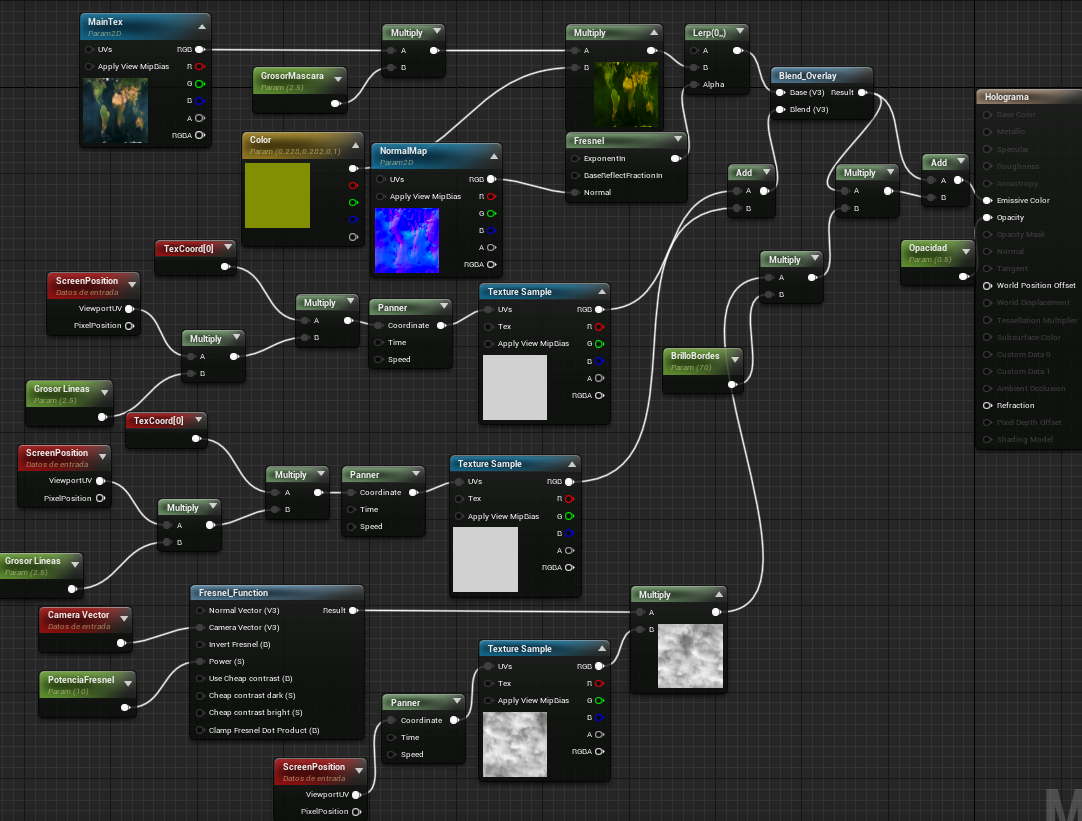 MainTex
Param2D
UVs RGB
Apply View MipBias R
G
B
A
RGBA
Multiply
A
B
GrosorMascara
Param (2.5)
Multiply
A
B
Lerp(0,,)
A
B
Alpha
Blend_Overlay
Base (V3) Result
Blend (V3)
Color
Param (0.220,0.202,0,1)
NormalMap
Param2D
UVs RGB
Apply View MipBias R
G
B
A
RGBA
Fresnel
ExponentIn
BaseReflectFractionIn
Normal
Add
A
B
Multiply
A
B
Add
A
B
Holograma
Base Color
Metallic
Specular
Roughness
Anisotropy
Emissive Color
Opacity
Opacity Mask
Normal
Tangent
World Position Offset
World Displacement
Tessellation Multiplier
Subsurface Color
Custom Data 0
Custom Data 1
Ambient Occlusion
Refraction
Pixel Depth Offset
Shading Model
Opacidad
Param (0.5)
TexCoord[0]
ScreenPosition
Datos de entrada
ViewportUV
PixelPosition
Multiply
A
B
Multiply
A
B
Panner
Coordinate
Time
Speed
Texture Sample
UVs RGB
Tex R
Apply View MipBias G
B
A
RGBA
Multiply
A
B
BrilloBordes
Param (70)
Grosor Lineas
Param (2.5)
TexCoord[0]
ScreenPosition
Datos de entrada
ViewportUV
PixelPosition
Multiply
A
B
Multiply
A
B
Panner
Coordinate
Time
Speed
Texture Sample
UVs RGB
Tex R
Apply View MipBias G
B
A
RGBA
Grosor Lineas
Param (2.5)
Camera Vector
Datos de entrada
PotenciaFresnel
Param (10)
Fresnel_Function
Normal Vector (V3) Result
Camera Vector (V3)
Invert Fresnel (B)
Power (S)
Use Cheap contrast (B)
Cheap contrast dark (S)
Cheap contrast bright (S)
Clamp Fresnel Dot Product (B)
Multiply
A
B
Texture Sample
UVs RGB
Tex R
Apply View MipBias G
B
A
RGBA
Panner
Coordinate
Time
Speed
ScreenPosition
Datos de entrada
ViewportUV
PixelPosition
M